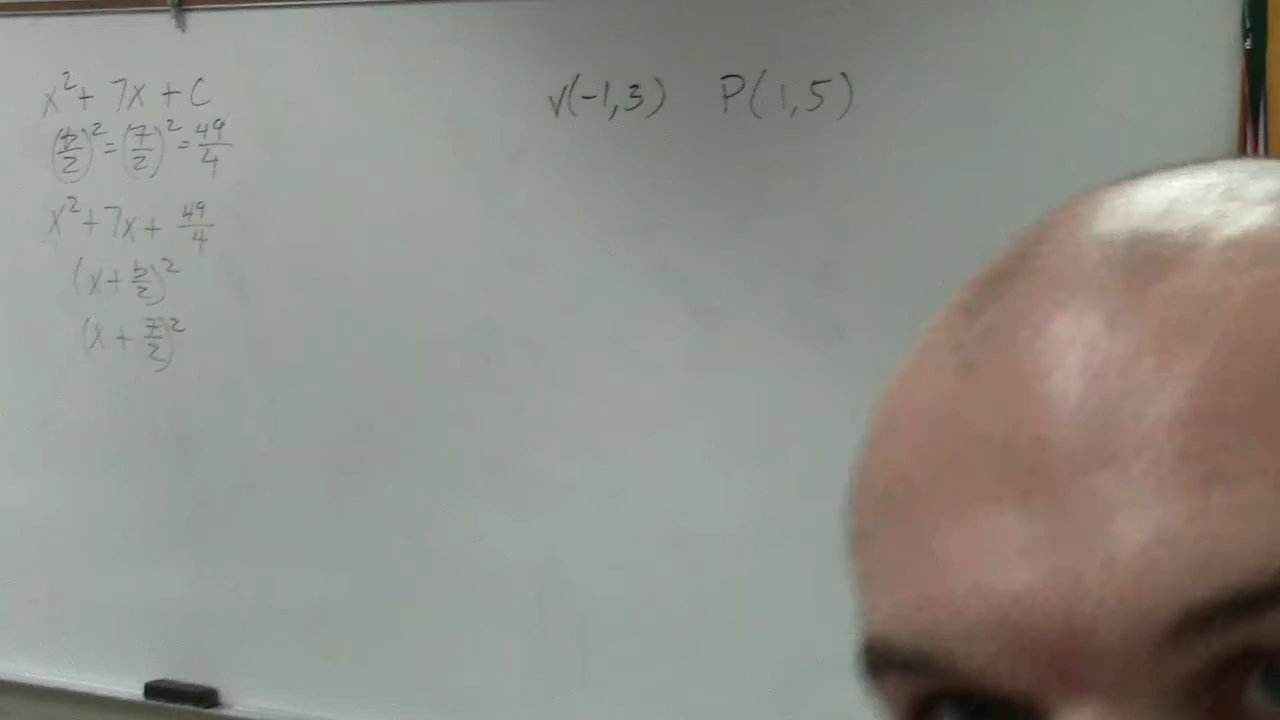 x² + 7x + C
(b/2)² = (7/2)² = 49/4
x² + 7x + 49/4
(x + b/2)²
(x + 7/2)²
V(-1,3) P(1,5)